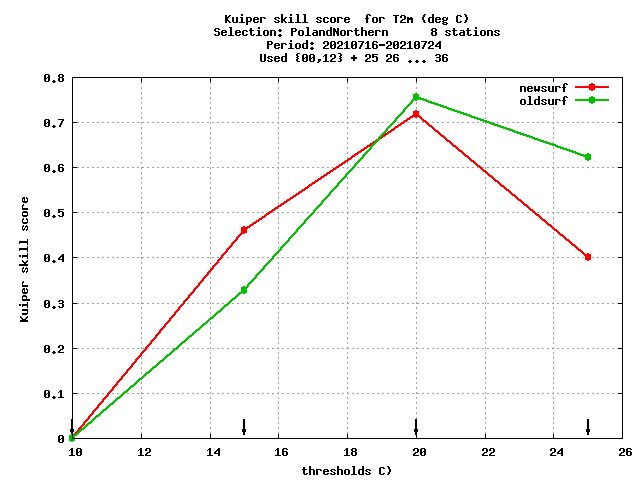 Kuiper skill score  for T2m (deg C)
Selection: PolandNorthern      8 stations
Period: 20210716-20210724
Used {00,12} + 25 26 ... 36
newsurf
oldsurf
Kuiper skill score
0.8
0.7
0.6
0.5
0.4
0.3
0.2
0.1
0
10 12 14 16 18 20 22 24 26
thresholds C)